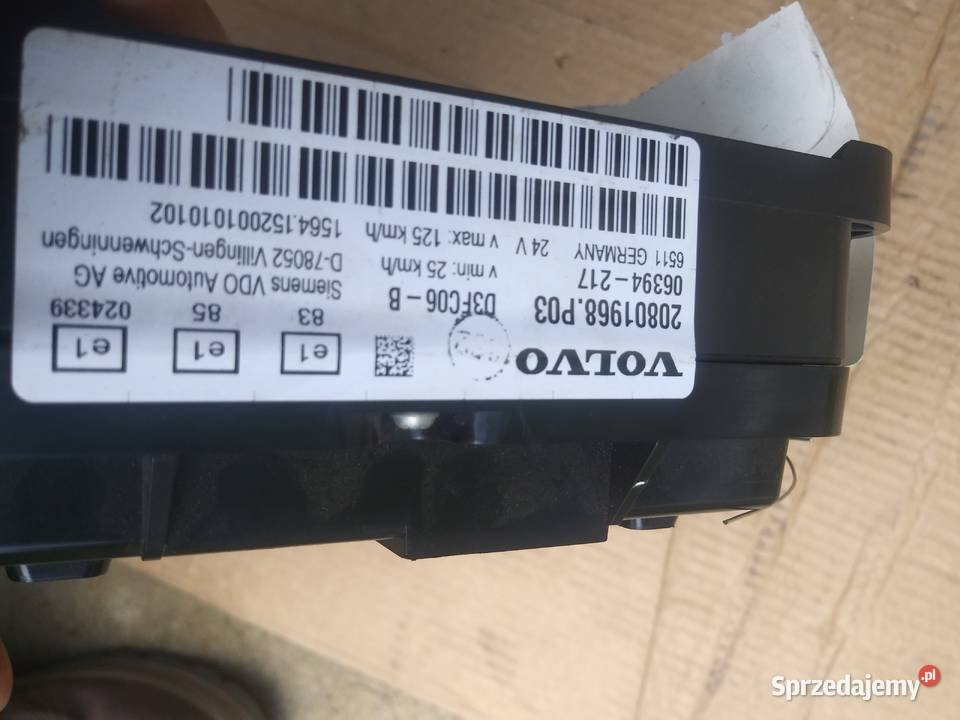 VOLVO
20801968.P03
D3FC06-B
06394-217
v min: 25 km/h
6511 GERMANY
24 V
v max: 125 km/h
e1
e1
e1
83
85
024339
Siemens VDO Automotive AG
D-78052 Villingen-Schwenningen
1564.152001010102
Sprzedajemy.pl